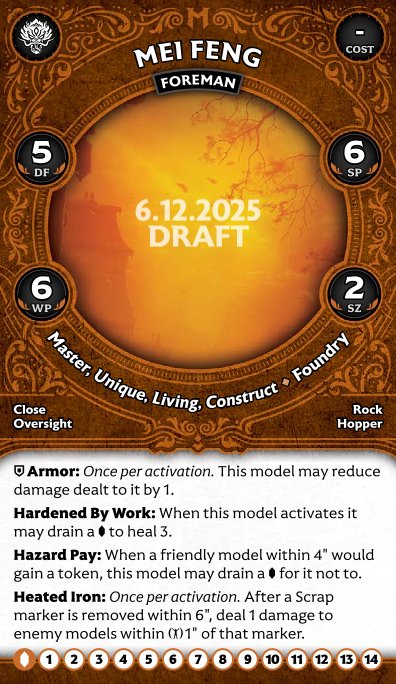 M
-
COST
MEI FENG
FOREMAN
5
DF
6
SP
6.12.2025
DRAFT
6
WP
2
SZ
Master, Unique, Living, Construct ♦ Foundry
Close
Oversight
Rock
Hopper
Armor: Once per activation. This model may reduce
damage dealt to it by 1.
Hardened By Work: When this model activates it
may drain a to heal 3.
Hazard Pay: When a friendly model within 4" would
gain a token, this model may drain a for it not to.
Heated Iron: Once per activation. After a Scrap
marker is removed within 6", deal 1 damage to
enemy models within 1" of that marker.
1 2 3 4 5 6 7 8 9 10 11 12 13 14